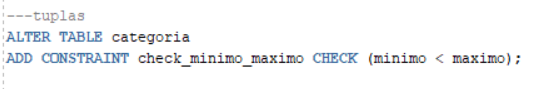 ---tuplas
ALTER TABLE categoria
ADD CONSTRAINT check_minimo_maximo CHECK (minimo < maximo);